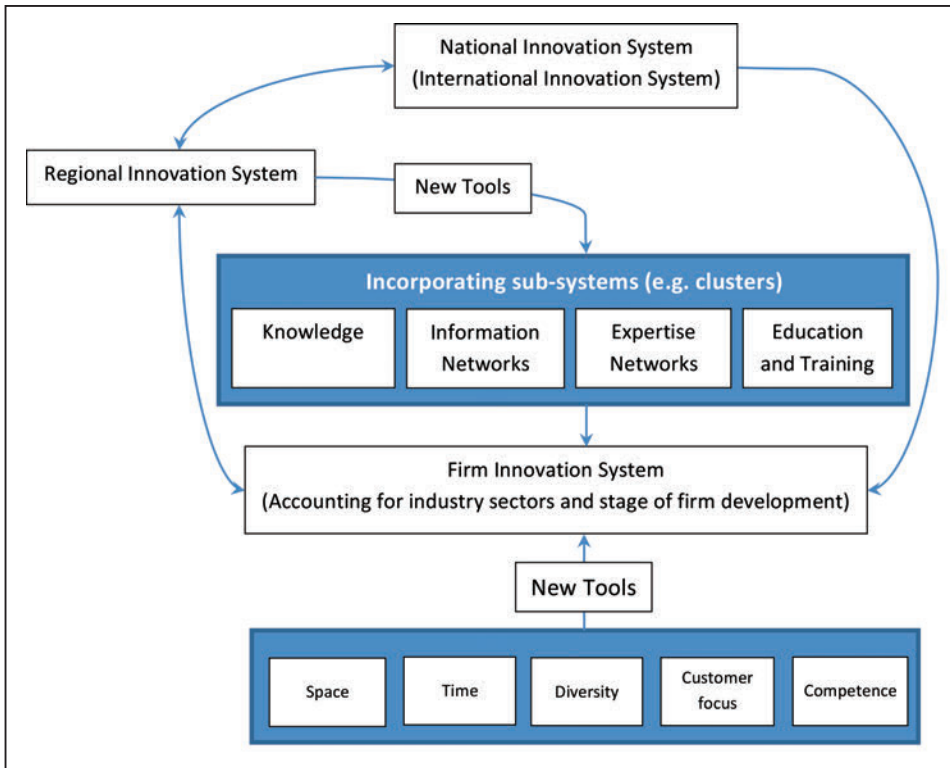 National Innovation System
(International Innovation System)
Regional Innovation System
New Tools
Incorporating sub-systems (e.g. clusters)
Knowledge
Information
Networks
Expertise
Networks
Education
and Training
Firm Innovation System
(Accounting for industry sectors and stage of firm development)
New Tools
Space
Time
Diversity
Customer
focus
Competence